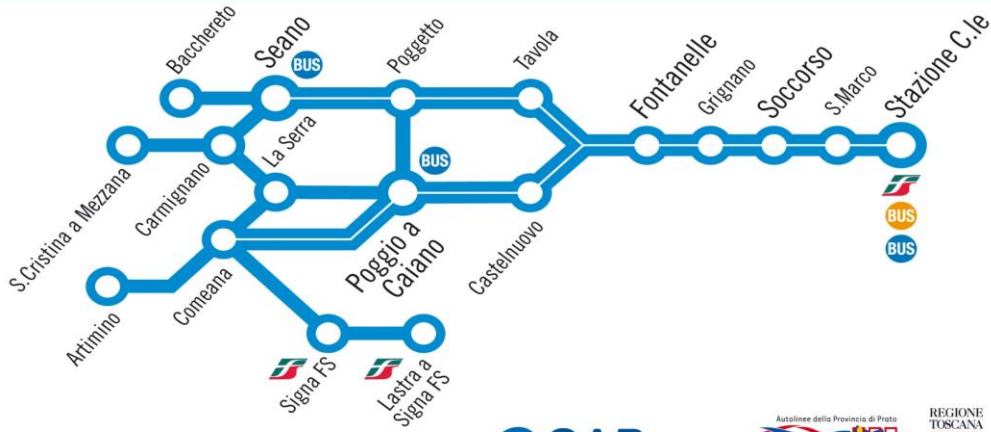 Bacchereto
Seano
BUS
Poggetto
Tavola
Fontanelle
Grignano
Soccorso
S.Marco
Stazione C.le
BUS
BUS
S.Cristina a Mezzana
Carmignano
La Serra
BUS
Artimino
Comeana
Poggio a
Caiano
Castelnuovo
Signa FS
Lastra a
Signa FS
Autolinee della Provincia di Prato
REGIONE
TOSCANA